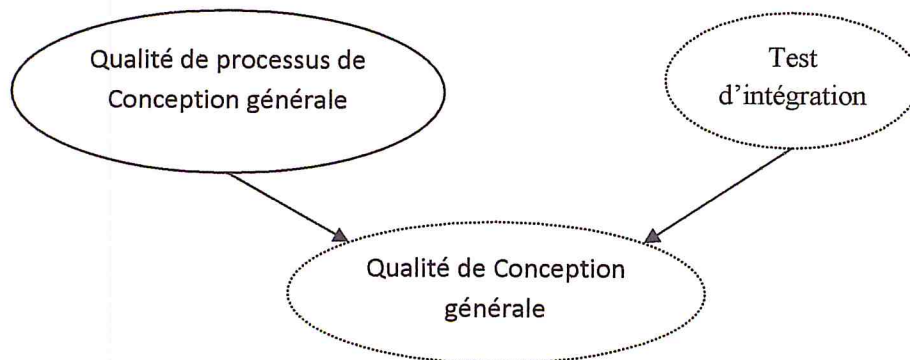 Qualité de processus de
Conception générale
Test
d'intégration
Qualité de Conception
générale